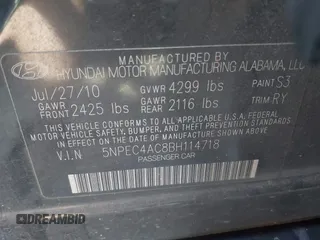 MANUFACTURED BY
HYUNDAI MOTOR MANUFACTURING ALABAMA, LLC
Jul/27/10 GVWR 4299 lbs PAINT S3
GAWR FRONT 2425 lbs GAWR REAR 2116 lbs TRIM RY
THIS VEHICLE CONFORMS TO ALL APPLICABLE U.S.A. FEDERAL
MOTOR VEHICLE SAFETY, BUMPER, AND THEFT PREVENTION
STANDARDS IN EFFECT ON THE DATE OF MANUFACTURE SHOWN ABOVE.
V.I.N 5NPEC4AC8BH114718
PASSENGER CAR
DREAMBID